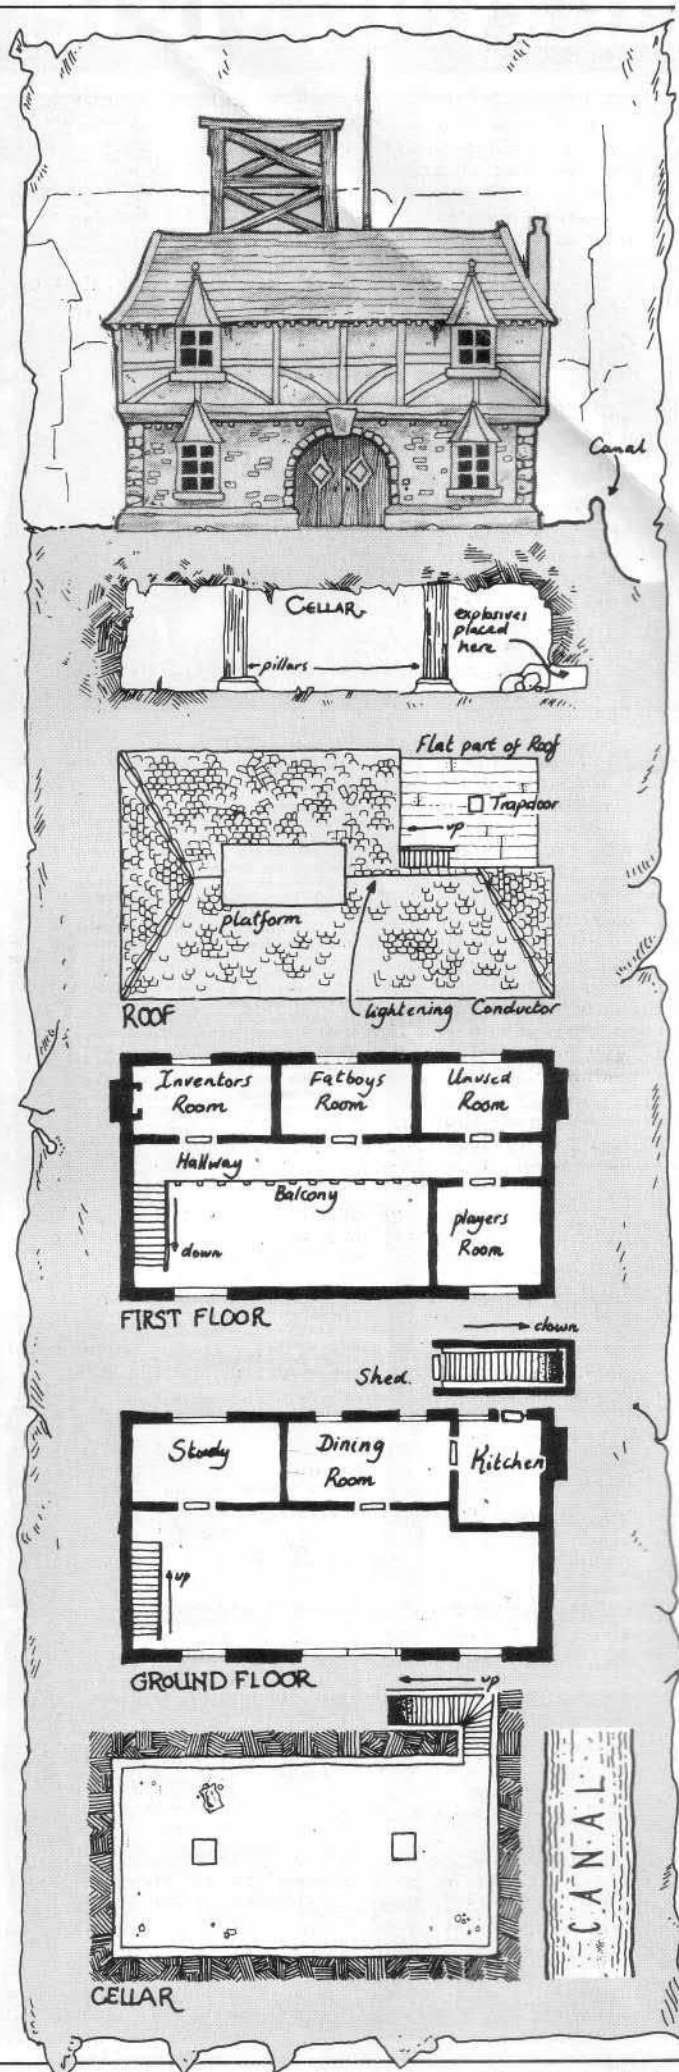 Canal
CELLAR
explosives
placed
here
pillars
Flat part of Roof
Trapdoor
up
platform
ROOF
lightening Conductor
Inventors
Room
Fatboys
Room
Unused
Room
Hallway
Balcony
down
players
Room
FIRST FLOOR
down
Shed.
Study
Dining
Room
Kitchen
up
GROUND FLOOR
up
CANAL
CELLAR